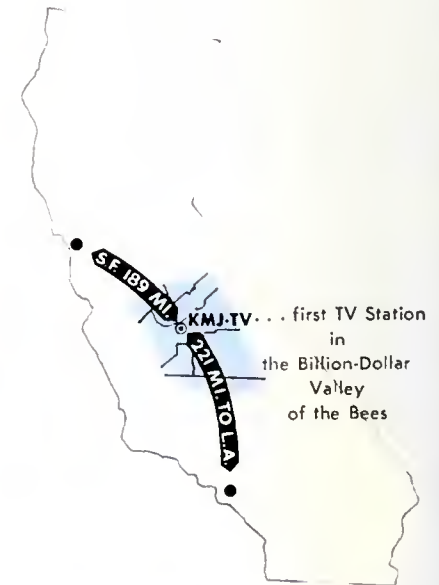 S.F. 189 MI.
KMJ-TV · · · first TV Station
in
the Billion-Dollar
Valley
of the Bees
221 MI. TO L.A.